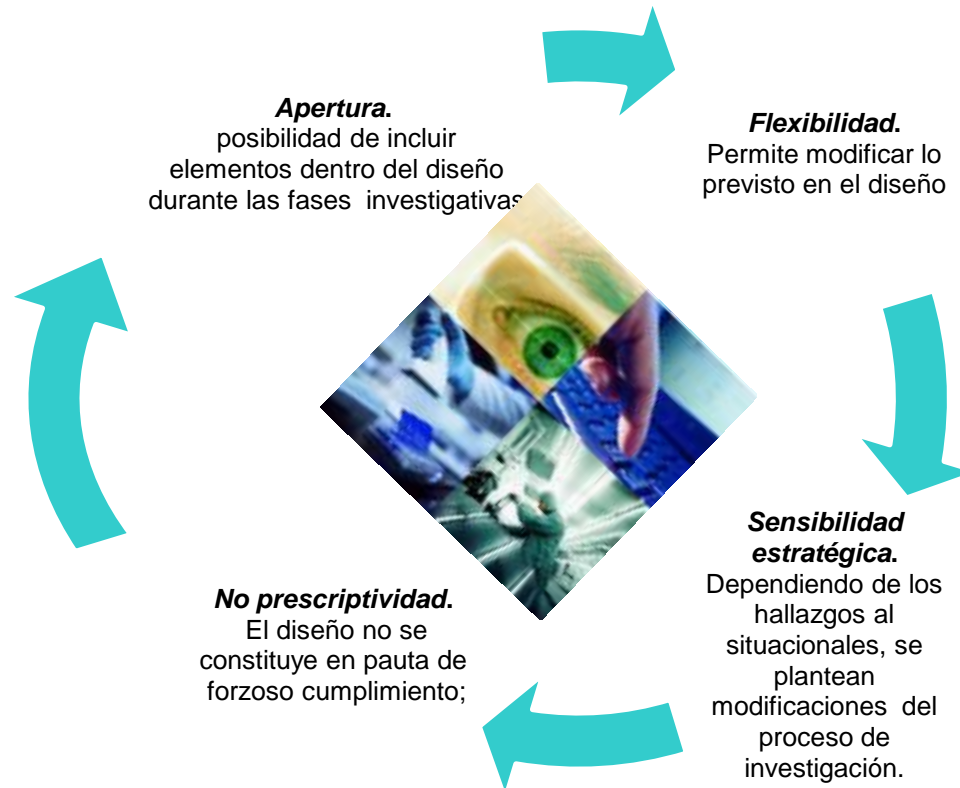 Apertura.
posibilidad de incluir
elementos dentro del diseño
durante las fases investigativas
Flexibilidad.
Permite modificar lo
previsto en el diseño
Sensibilidad
estratégica.
Dependiendo de los
hallazgos al
situacionales, se
plantean
modificaciones del
proceso de
investigación.
No prescriptividad.
El diseño no se
constituye en pauta de
forzoso cumplimiento;